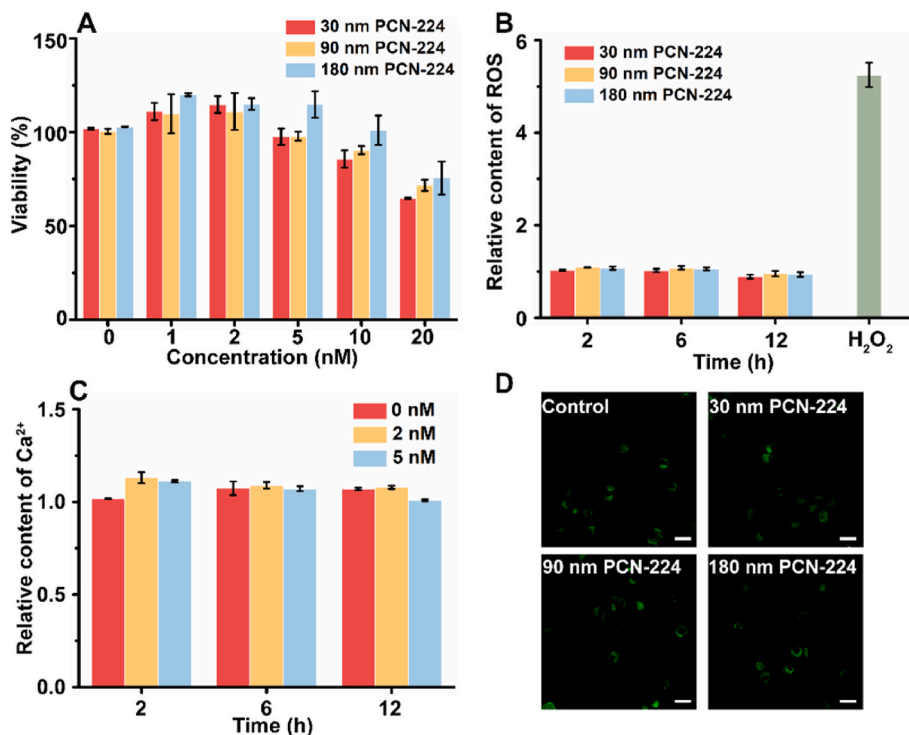 A
30 nm PCN-224
90 nm PCN-224
180 nm PCN-224
Viability (%)
150
100
50
0
0 1 2 5 10 20
Concentration (nM)
B
30 nm PCN-224
90 nm PCN-224
180 nm PCN-224
Relative content of ROS
6
4
2
0
2 6 12 H₂O₂
Time (h)
C
0 nM
2 nM
5 nM
Relative content of Ca²⁺
1.5
1.0
0.5
0.0
2 6 12
Time (h)
D
Control
30 nm PCN-224
90 nm PCN-224
180 nm PCN-224